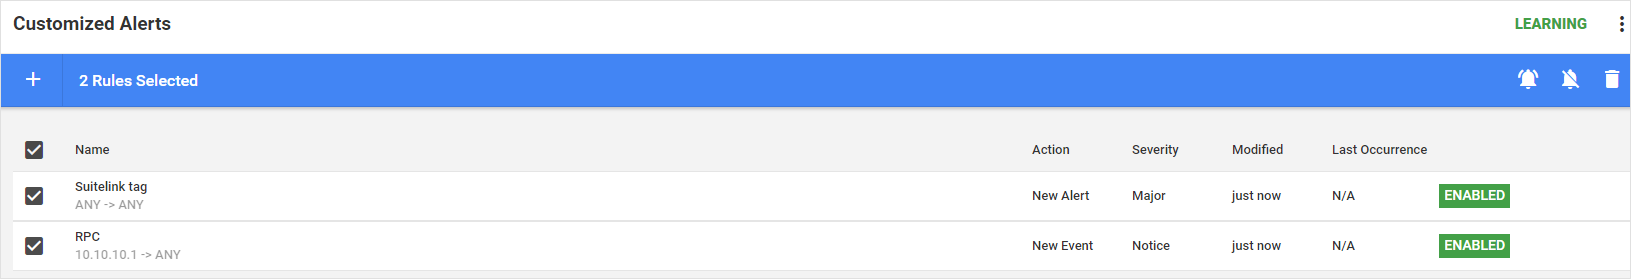 Customized Alerts LEARNING
2 Rules Selected
Name Action Severity Modified Last Occurrence
Suitelink tag
ANY -> ANY New Alert Major just now N/A ENABLED
RPC
10.10.10.1 -> ANY New Event Notice just now N/A ENABLED